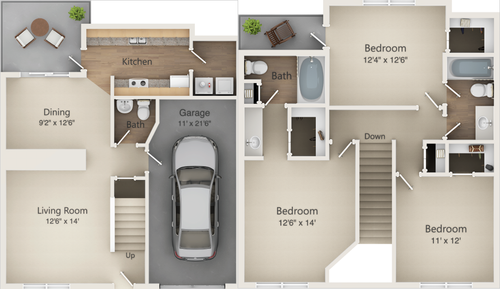 Kitchen
Dining
9'2" x 12'6"
Bath
Garage
11' x 21'6"
Living Room
12'6" x 14'
Up
Bedroom
12'4" x 12'6"
Bath
Down
Bedroom
12'6" x 14'
Bedroom
11' x 12'